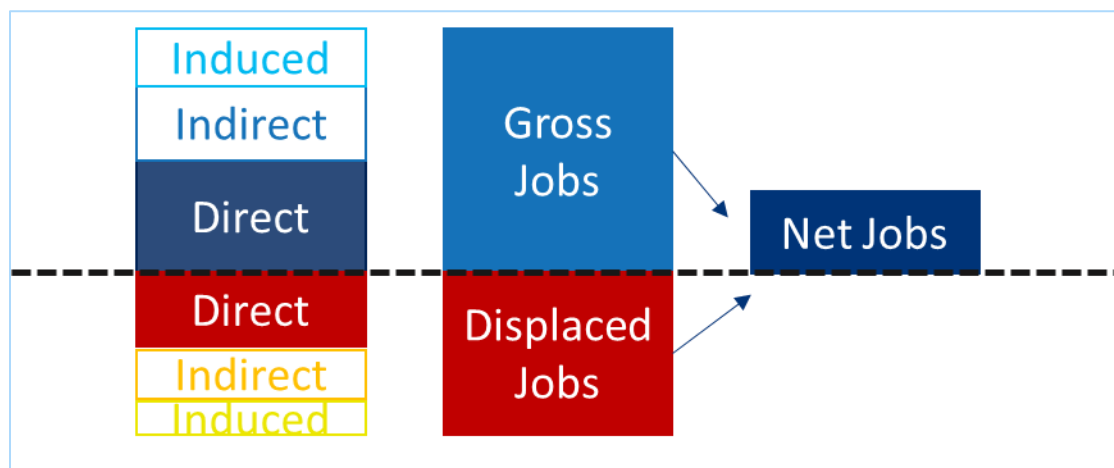 Induced
Indirect
Direct
Direct
Indirect
Induced
Gross
Jobs
Displaced
Jobs
Net Jobs